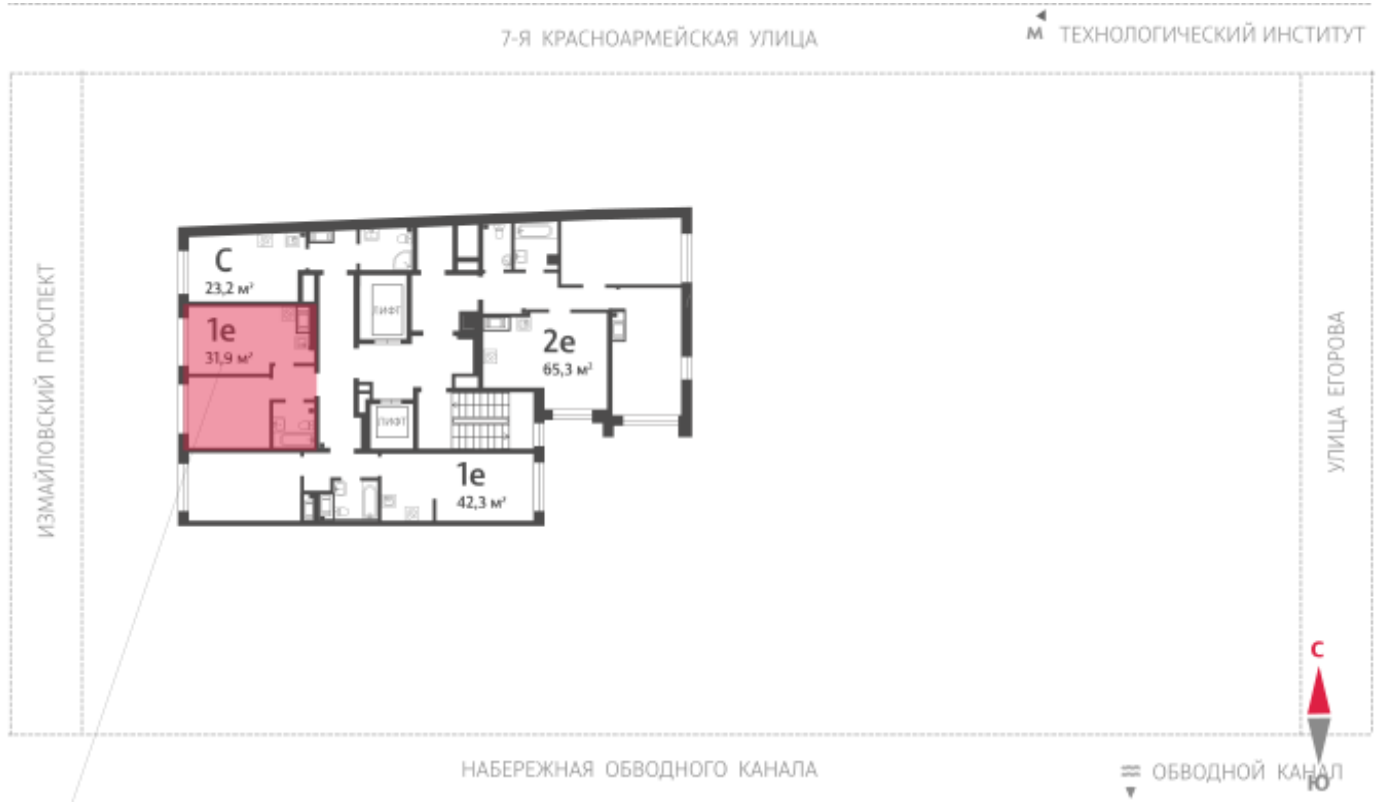 7-Я КРАСНОАРМЕЙСКАЯ УЛИЦА
М ТЕХНОЛОГИЧЕСКИЙ ИНСТИТУТ
ИЗМАЙЛОВСКИЙ ПРОСПЕКТ
С
23,2 м²
ЛИФТ
1е
31,9 м²
2е
65,3 м²
ЛИФТ
1е
42,3 м²
УЛИЦА ЕГОРОВА
С
Ю
НАБЕРЕЖНАЯ ОБВОДНОГО КАНАЛА
ОБВОДНОЙ КАНАЛ